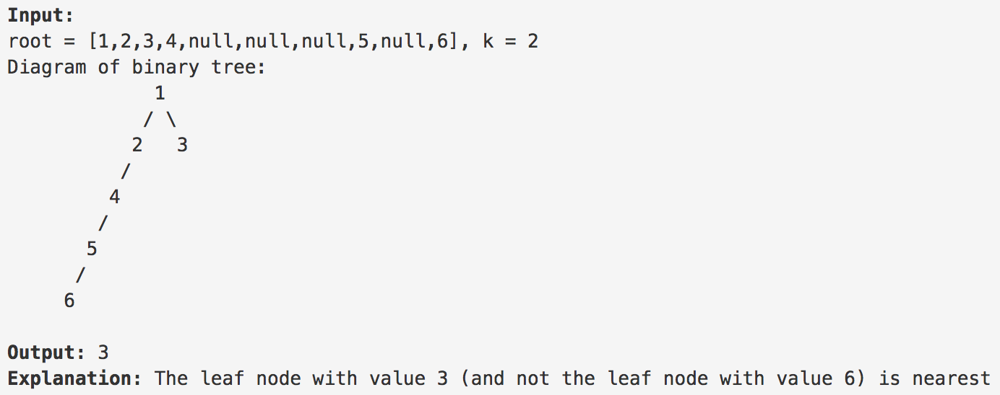 Input:
root = [1,2,3,4,null,null,null,5,null,6], k = 2
Diagram of binary tree:
             1
            / \
           2   3
          /
         4
        /
       5
      /
     6
Output: 3
Explanation: The leaf node with value 3 (and not the leaf node with value 6) is nearest